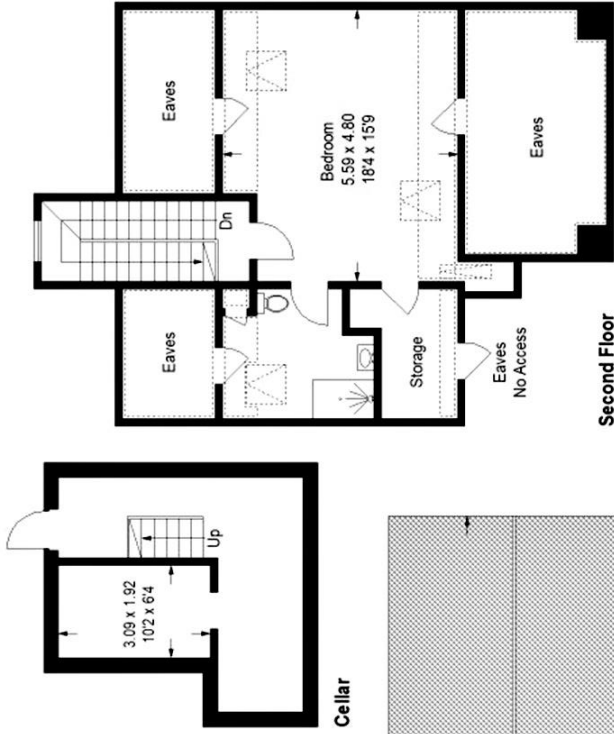 Eaves
Dn
Eaves
Bedroom
5.59 x 4.80
18'4 x 15'9
Storage
Eaves
No Access
Eaves
Second Floor
3.09 x 1.92
10'2 x 6'4
Up
Cellar